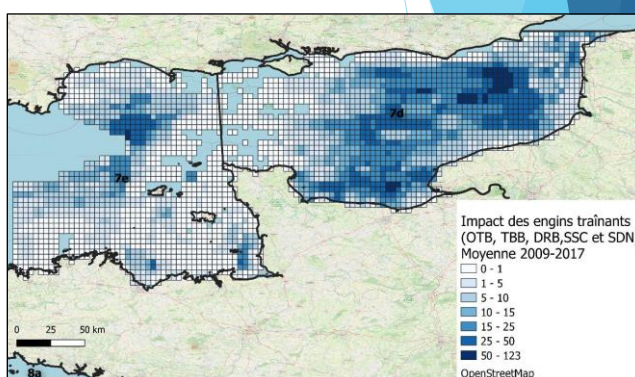 7d
7e
8a
0 25 50 km
Impact des engins traînants
(OTB, TBB, DRB,SSC et SDN
Moyenne 2009-2017
0 - 1
1 - 5
5 - 10
10 - 15
15 - 25
25 - 50
50 - 123
OpenStreetMap